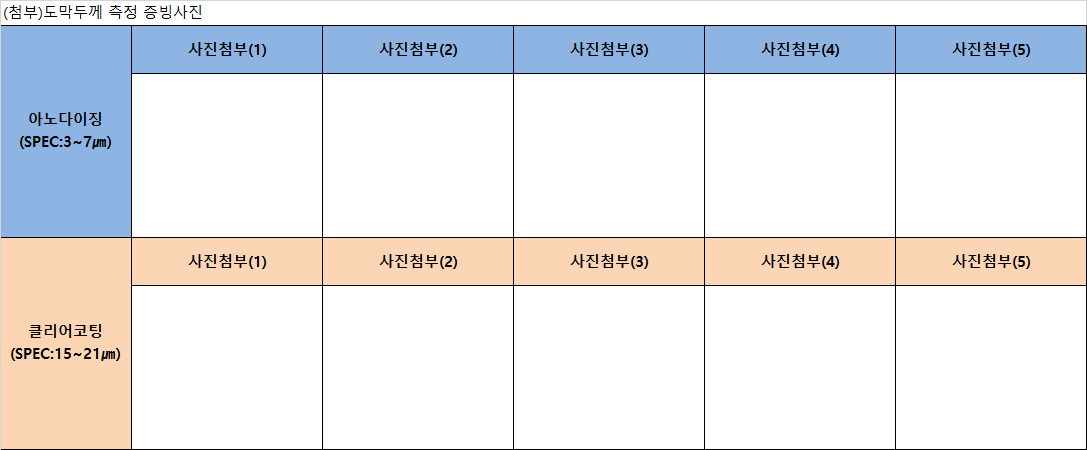 (첨부)도막두께 측정 증빙사진
사진첨부(1) 사진첨부(2) 사진첨부(3) 사진첨부(4) 사진첨부(5)
아노다이징
(SPEC:3~7㎛)
사진첨부(1) 사진첨부(2) 사진첨부(3) 사진첨부(4) 사진첨부(5)
클리어코팅
(SPEC:15~21㎛)